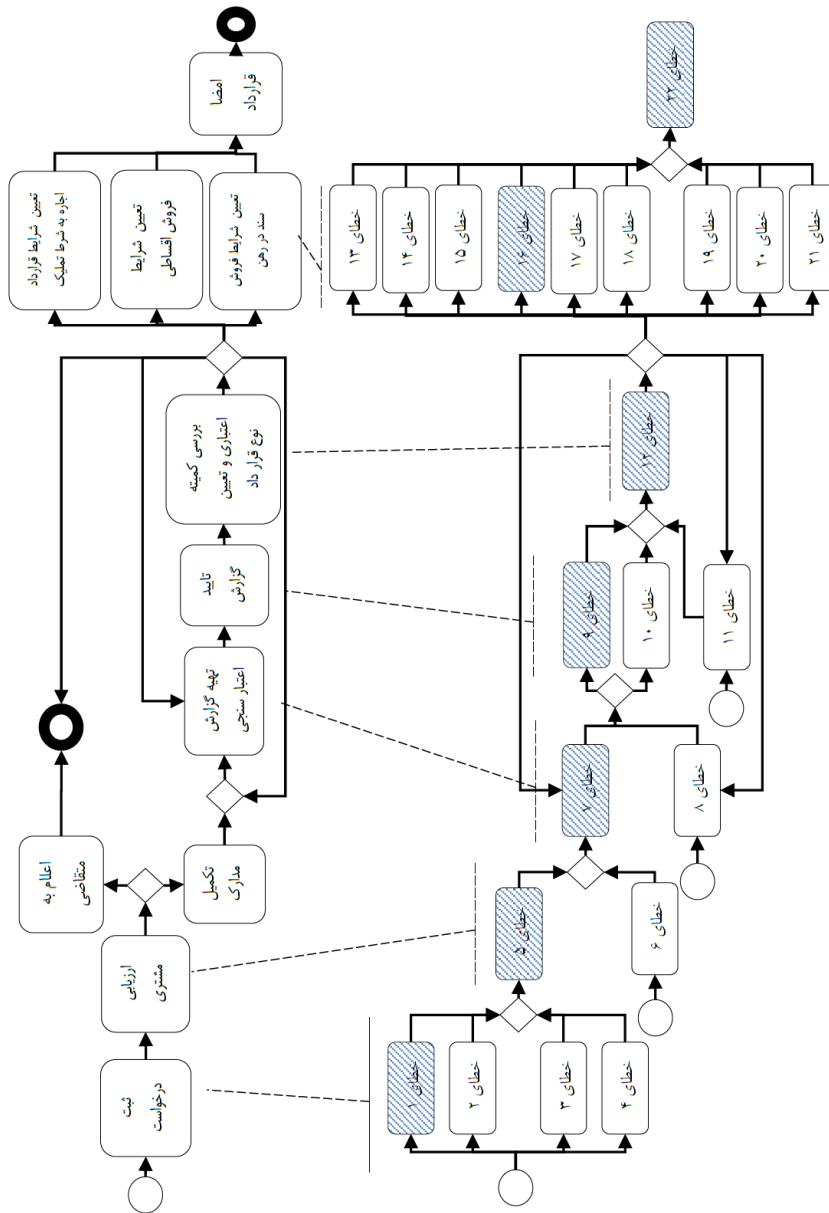 ثبت
درخواست
ارزیابی
مشتری
اعلام به
متقاضی
تکمیل
مدارک
تهیه گزارش
اعتبار سنجی
تایید
گزارش
بررسی کمیته
اعتباری و تعیین
نوع قرار داد
تعیین شرایط قرارداد
اجاره به شرط تملیک
تعیین شرایط
فروش اقساطی
تعیین شرایط فروش
سند در رهن
امضا
قرارداد
خطای ۱
خطای ۲
خطای ۳
خطای ۴
خطای ۵
خطای ۶
خطای ۷
خطای ۸
خطای ۹
خطای ۱۰
خطای ۱۱
خطای ۱۲
خطای ۱۳
خطای ۱۴
خطای ۱۵
خطای ۱۶
خطای ۱۷
خطای ۱۸
خطای ۱۹
خطای ۲۰
خطای ۲۱
خطای ۲۲